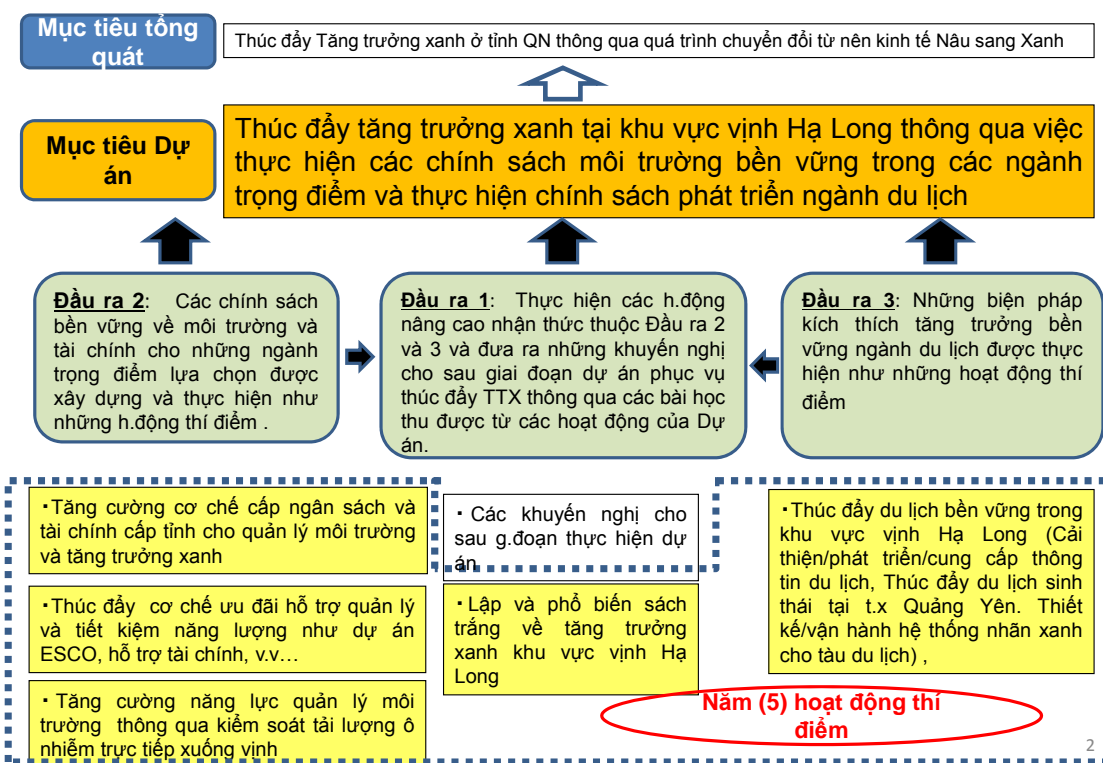 Mục tiêu tổng
quát
Thúc đẩy Tăng trưởng xanh ở tỉnh QN thông qua quá trình chuyển đổi từ nên kinh tế Nâu sang Xanh
Mục tiêu Dự
án
Thúc đẩy tăng trưởng xanh tại khu vực vịnh Hạ Long thông qua việc
thực hiện các chính sách môi trường bền vững trong các ngành
trọng điểm và thực hiện chính sách phát triển ngành du lịch
Đầu ra 2: Các chính sách
bền vững về môi trường và
tài chính cho những ngành
trọng điểm lựa chọn được
xây dựng và thực hiện như
những h.động thí điểm .
Đầu ra 1: Thực hiện các h.động
nâng cao nhận thức thuộc Đầu ra 2
và 3 và đưa ra những khuyến nghị
cho sau giai đoạn dự án phục vụ
thúc đẩy TTX thông qua các bài học
thu được từ các hoạt động của Dự
án.
Đầu ra 3: Những biện pháp
kích thích tăng trưởng bền
vững ngành du lịch được thực
hiện như những hoạt động thí
điểm
・Tăng cường cơ chế cấp ngân sách và
tài chính cấp tỉnh cho quản lý môi trường
và tăng trưởng xanh
・Thúc đẩy cơ chế ưu đãi hỗ trợ quản lý
và tiết kiệm năng lượng như dự án
ESCO, hỗ trợ tài chính, v.v…
・Tăng cường năng lực quản lý môi
trường thông qua kiểm soát tải lượng ô
nhiễm trực tiếp xuống vịnh
・Các khuyến nghị cho
sau g.đoạn thực hiện dự
án
・Lập và phổ biến sách
trắng về tăng trưởng
xanh khu vực vịnh Hạ
Long
・Thúc đẩy du lịch bền vững trong
khu vực vịnh Hạ Long (Cải
thiện/phát triển/cung cấp thông
tin du lịch, Thúc đẩy du lịch sinh
thái tại t.x Quảng Yên. Thiết
kế/vận hành hệ thống nhãn xanh
cho tàu du lịch) ,
Năm (5) hoạt động thí
điểm
2